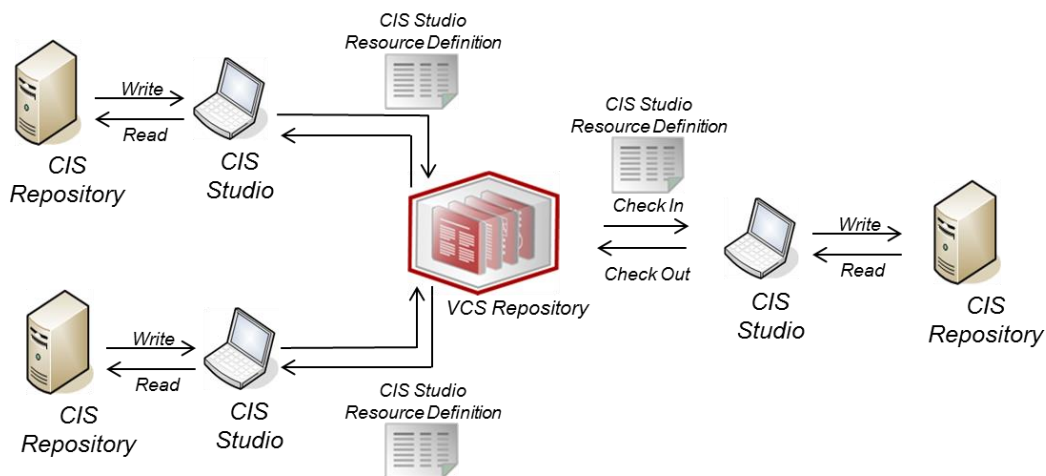 CIS Studio
Resource Definition
Write
Read
CIS
Repository
CIS
Studio
CIS Studio
Resource Definition
Check In
Check Out
VCS Repository
Write
Read
CIS
Studio
CIS
Repository
Write
Read
CIS
Repository
CIS
Studio
CIS Studio
Resource Definition